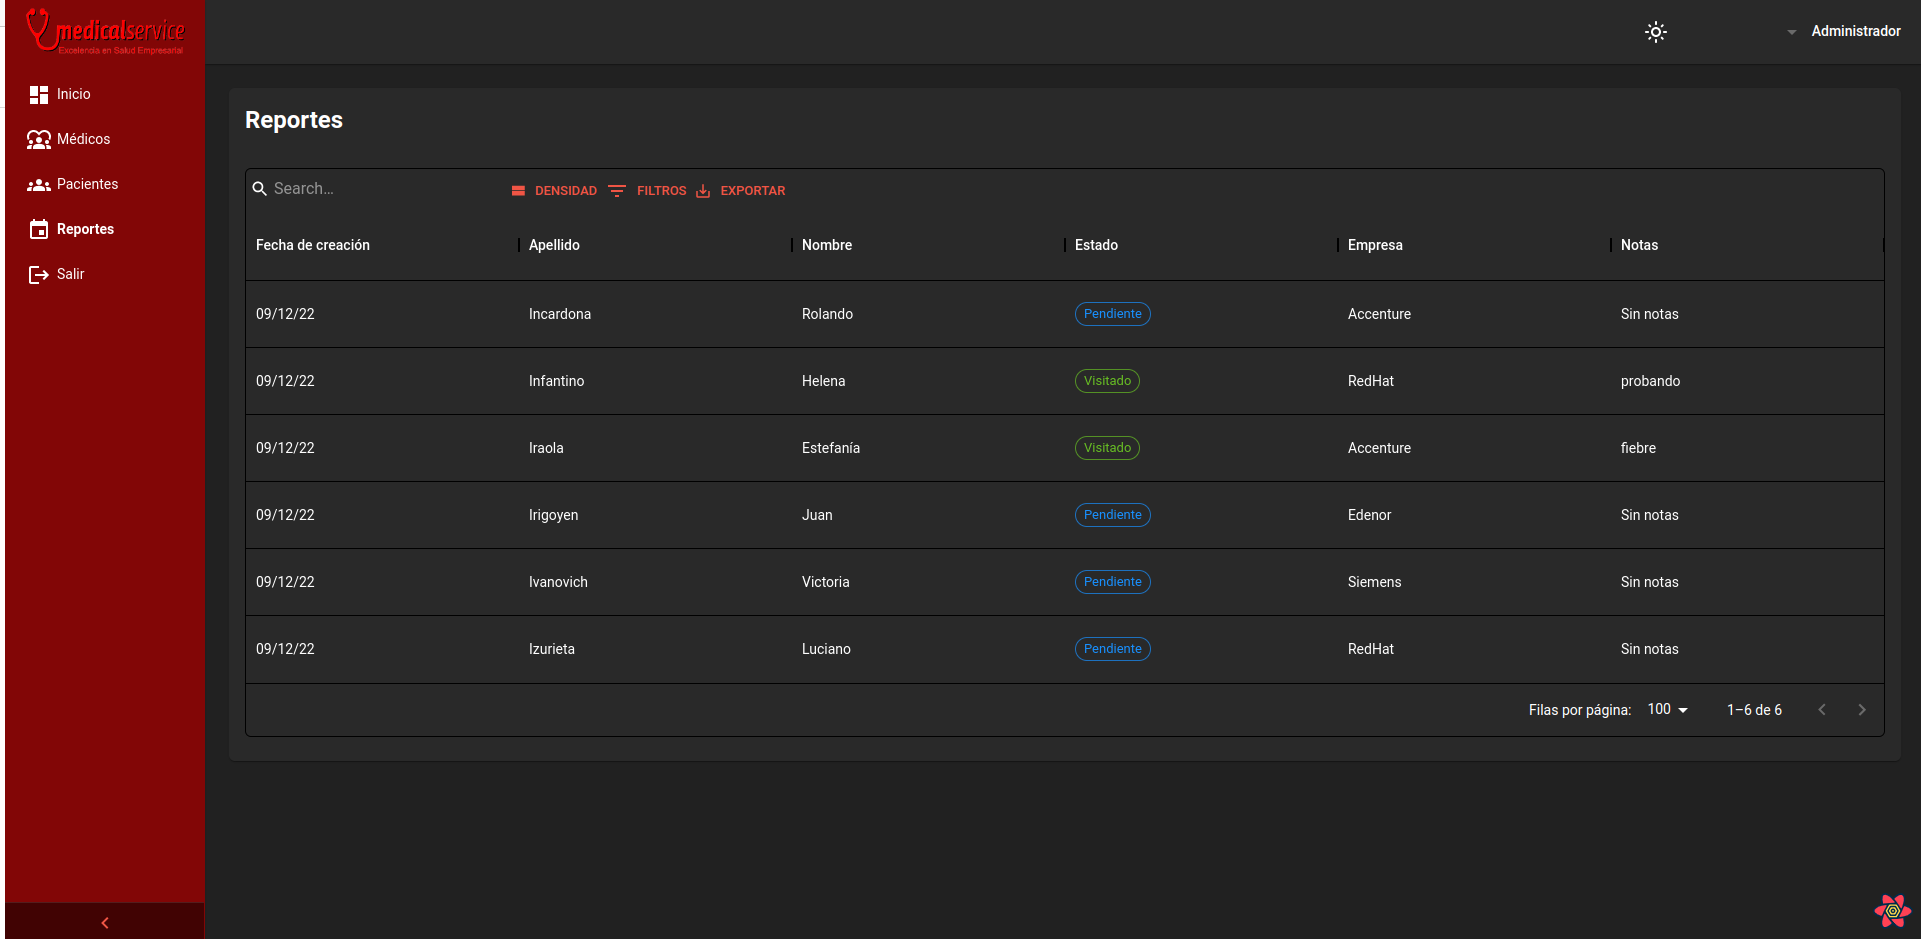 medicalservice
Excelencia en Salud Empresarial
Administrador
Inicio
Médicos
Pacientes
Reportes
Salir
Reportes
Search...
DENSIDAD FILTROS EXPORTAR
Fecha de creación Apellido Nombre Estado Empresa Notas
09/12/22 Incardona Rolando Pendiente Accenture Sin notas
09/12/22 Infantino Helena Visitado RedHat probando
09/12/22 Iraola Estefanía Visitado Accenture fiebre
09/12/22 Irigoyen Juan Pendiente Edenor Sin notas
09/12/22 Ivanovich Victoria Pendiente Siemens Sin notas
09/12/22 Izurieta Luciano Pendiente RedHat Sin notas
Filas por página: 100 1–6 de 6